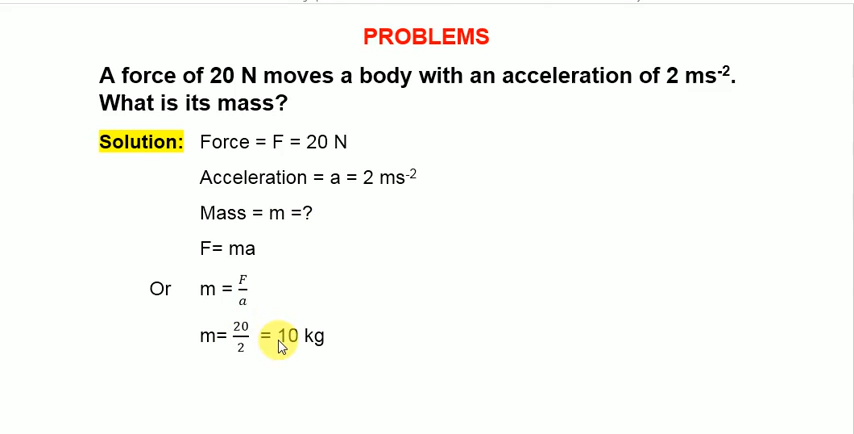 PROBLEMS
A force of 20 N moves a body with an acceleration of 2 ms⁻².
What is its mass?
Solution: Force = F = 20 N
Acceleration = a = 2 ms⁻²
Mass = m =?
F= ma
Or m = F/a
m= 20/2 = 10 kg